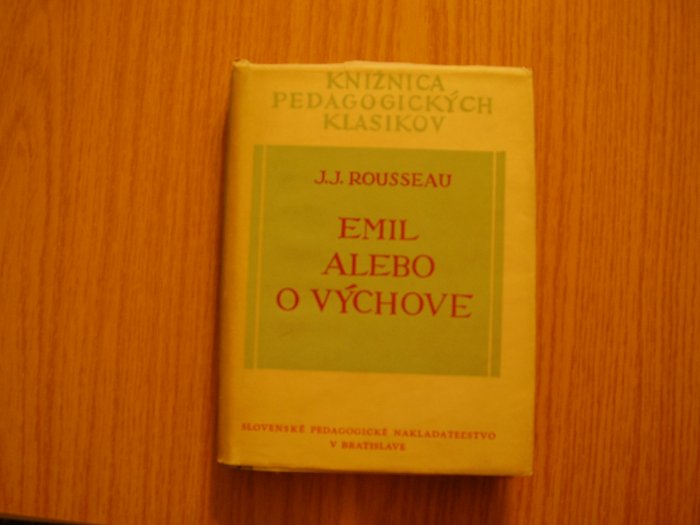 KNIŽNICA
PEDAGOGICKÝCH
KLASIKOV
J.J. ROUSSEAU
EMIL
ALEBO
O VÝCHOVE
SLOVENSKÉ PEDAGOGICKÉ NAKLADATEĽSTVO
V BRATISLAVE